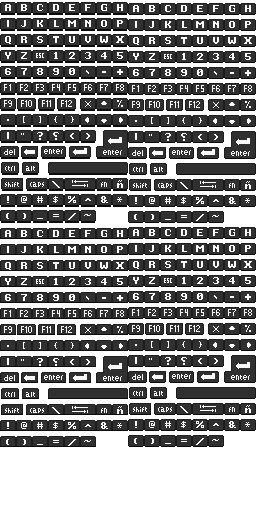 A B C D E F G H A B C D E F G H
I J K L M N O P I J K L M N O P
Q R S T U V W X Q R S T U V W X
Y Z ESC 1 2 3 4 5 Y Z ESC 1 2 3 4 5
6 7 8 9 0 - + 6 7 8 9 0 - +
F1 F2 F3 F4 F5 F6 F7 F8 F1 F2 F3 F4 F5 F6 F7 F8
F9 F10 F11 F12 % F9 F10 F11 F12 %
[ ] [ ]
! " ? < > ! " ? < >
del enter enter del enter enter
ctrl alt ctrl alt
shift caps \ fn ñ shift caps \ fn ñ
! @ # $ % ^ & * ! @ # $ % ^ & *
( ) _ = / ~ ( ) _ = / ~
A B C D E F G H A B C D E F G H
I J K L M N O P I J K L M N O P
Q R S T U V W X Q R S T U V W X
Y Z ESC 1 2 3 4 5 Y Z ESC 1 2 3 4 5
6 7 8 9 0 - + 6 7 8 9 0 - +
F1 F2 F3 F4 F5 F6 F7 F8 F1 F2 F3 F4 F5 F6 F7 F8
F9 F10 F11 F12 % F9 F10 F11 F12 %
[ ] [ ]
! " ? < > ! " ? < >
del enter enter del enter enter
ctrl alt ctrl alt
shift caps \ fn ñ shift caps \ fn ñ
! @ # $ % ^ & * ! @ # $ % ^ & *
( ) _ = / ~ ( ) _ = / ~